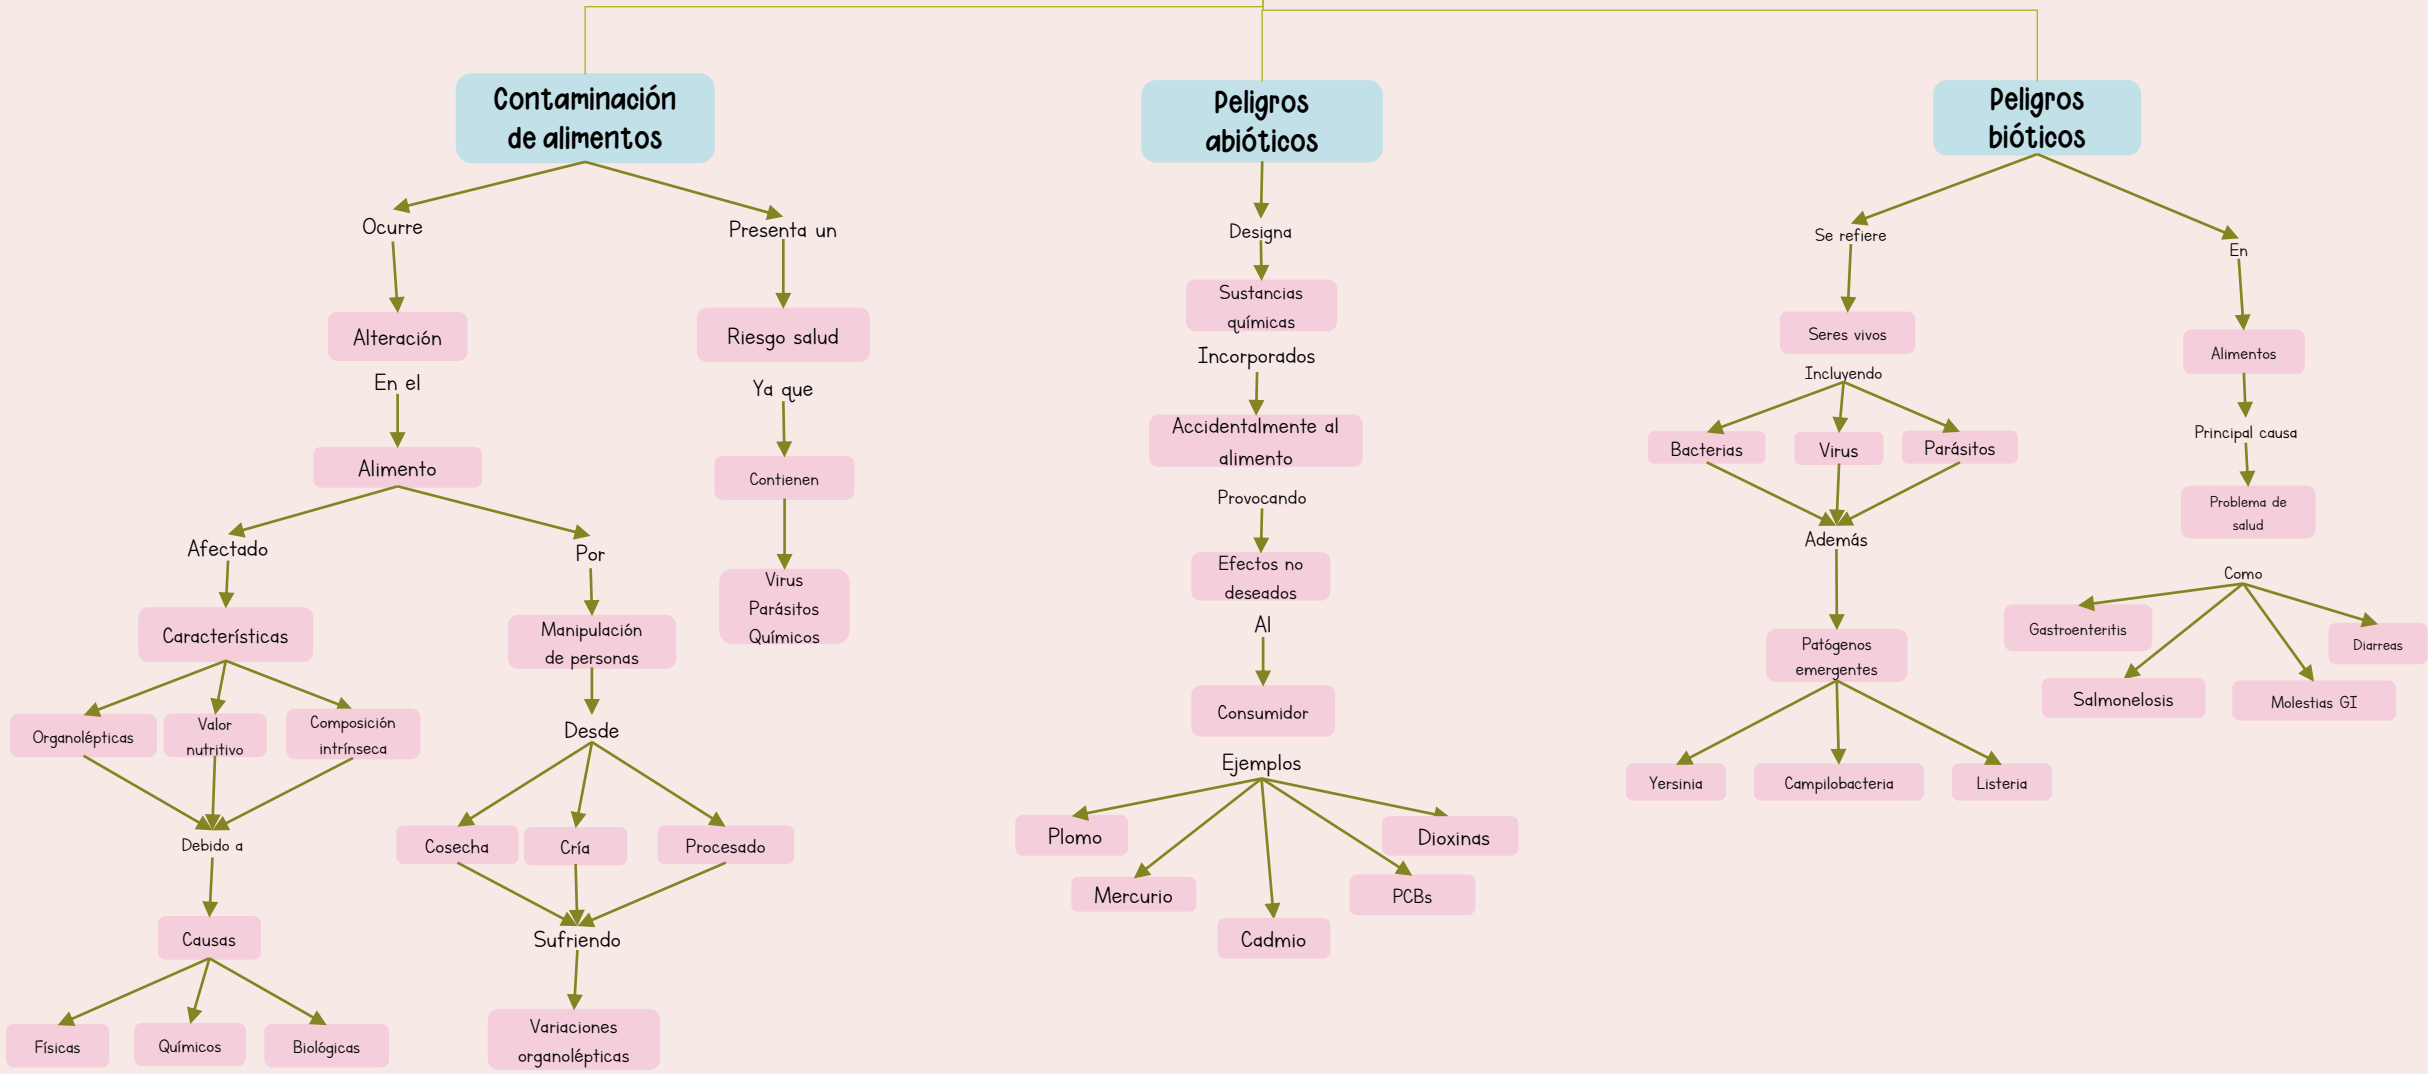 Contaminación
de alimentos
Ocurre
Alteración
En el
Alimento
Afectado
Características
Organolépticas
Valor
nutritivo
Composición
intrínseca
Debido a
Causas
Físicas
Químicos
Biológicas
Por
Manipulación
de personas
Desde
Cosecha
Cría
Procesado
Sufriendo
Variaciones
organolépticas
Presenta un
Riesgo salud
Ya que
Contienen
Virus
Parásitos
Químicos
Peligros
abióticos
Designa
Sustancias
químicas
Incorporados
Accidentalmente al
alimento
Provocando
Efectos no
deseados
Al
Consumidor
Ejemplos
Plomo
Mercurio
Cadmio
PCBs
Dioxinas
Peligros
bióticos
Se refiere
Seres vivos
Incluyendo
Bacterias
Virus
Parásitos
Además
Patógenos
emergentes
Yersinia
Campilobacteria
Listeria
En
Alimentos
Principal causa
Problema de
salud
Como
Gastroenteritis
Salmonelosis
Molestias GI
Diarreas